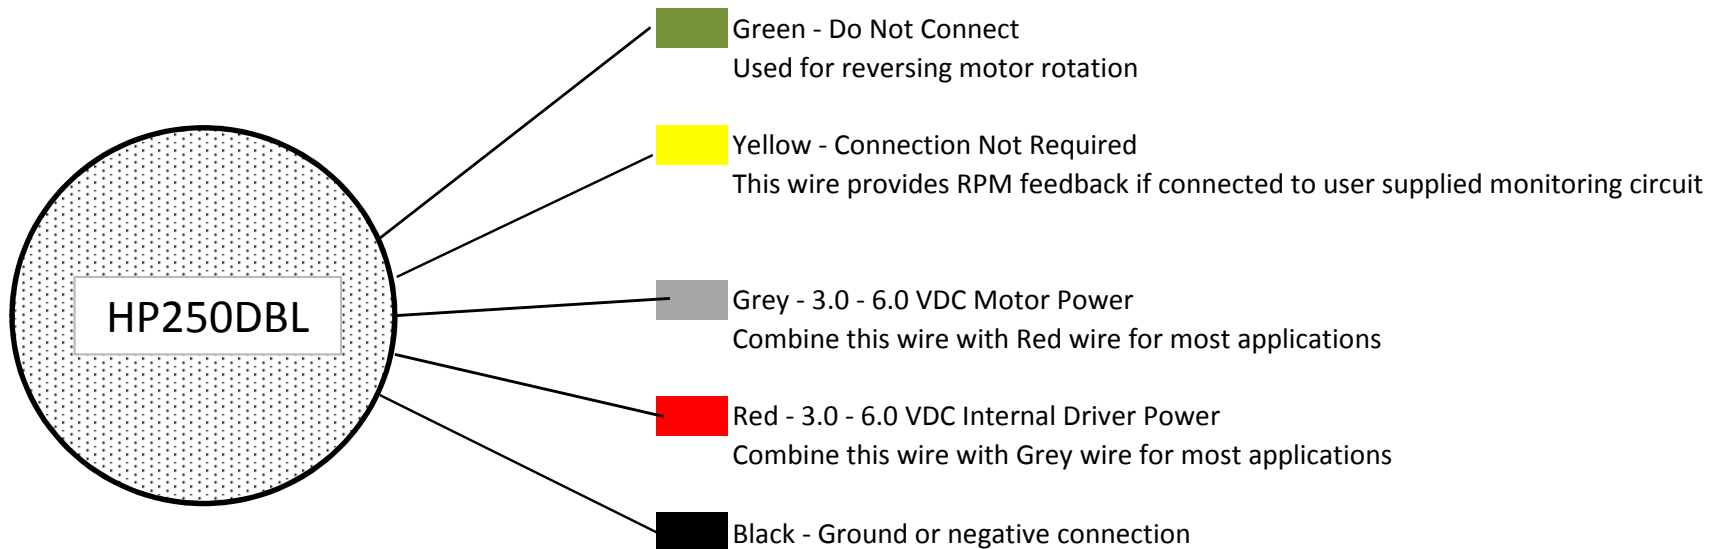 Green - Do Not Connect
Used for reversing motor rotation
Yellow - Connection Not Required
This wire provides RPM feedback if connected to user supplied monitoring circuit
HP250DBL
Grey - 3.0 - 6.0 VDC Motor Power
Combine this wire with Red wire for most applications
Red - 3.0 - 6.0 VDC Internal Driver Power
Combine this wire with Grey wire for most applications
Black - Ground or negative connection